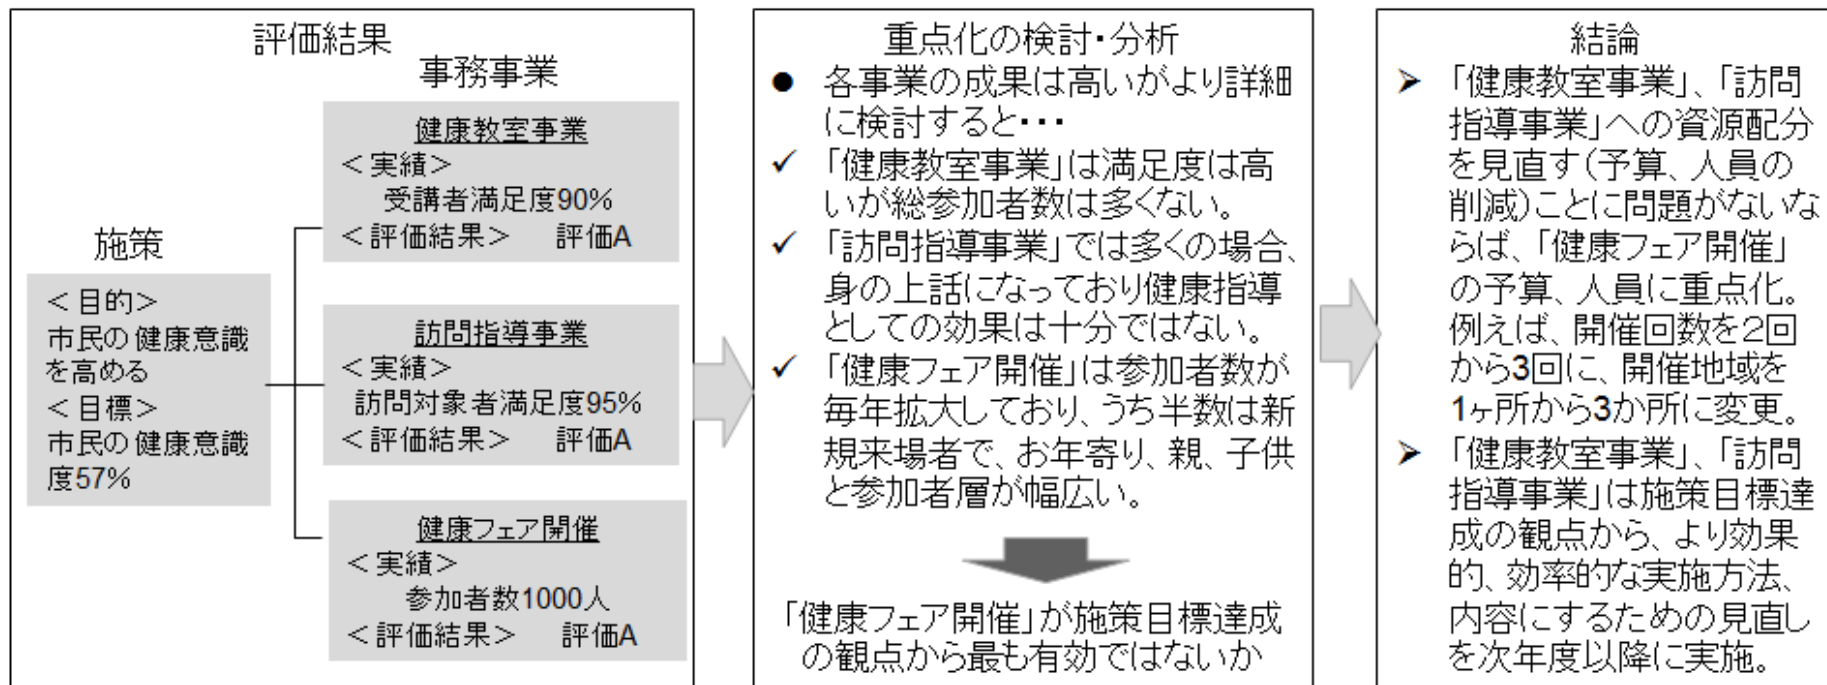 評価結果
事務事業
健康教室事業
＜実績＞
受講者満足度90%
＜評価結果＞　評価A
施策
＜目的＞
市民の健康意識
を高める
＜目標＞
市民の健康意識
度57%
訪問指導事業
＜実績＞
訪問対象者満足度95%
＜評価結果＞　評価A
健康フェア開催
＜実績＞
参加者数1000人
＜評価結果＞　評価A
重点化の検討・分析
● 各事業の成果は高いがより詳細
に検討すると・・・
✓ 「健康教室事業」は満足度は高
いが総参加者数は多くない。
✓ 「訪問指導事業」では多くの場合、
身の上話になっており健康指導
としての効果は十分ではない。
✓ 「健康フェア開催」は参加者数が
毎年拡大しており、うち半数は新
規来場者で、お年寄り、親、子供
と参加者層が幅広い。
「健康フェア開催」が施策目標達成
の観点から最も有効ではないか
結論
➢ 「健康教室事業」、「訪問
指導事業」への資源配分
を見直す（予算、人員の
削減）ことに問題がないな
らば、「健康フェア開催」
の予算、人員に重点化。
例えば、開催回数を２回
から3回に、開催地域を
1ヶ所から3か所に変更。
➢ 「健康教室事業」、「訪問
指導事業」は施策目標達
成の観点から、より効果
的、効率的な実施方法、
内容にするための見直し
を次年度以降に実施。